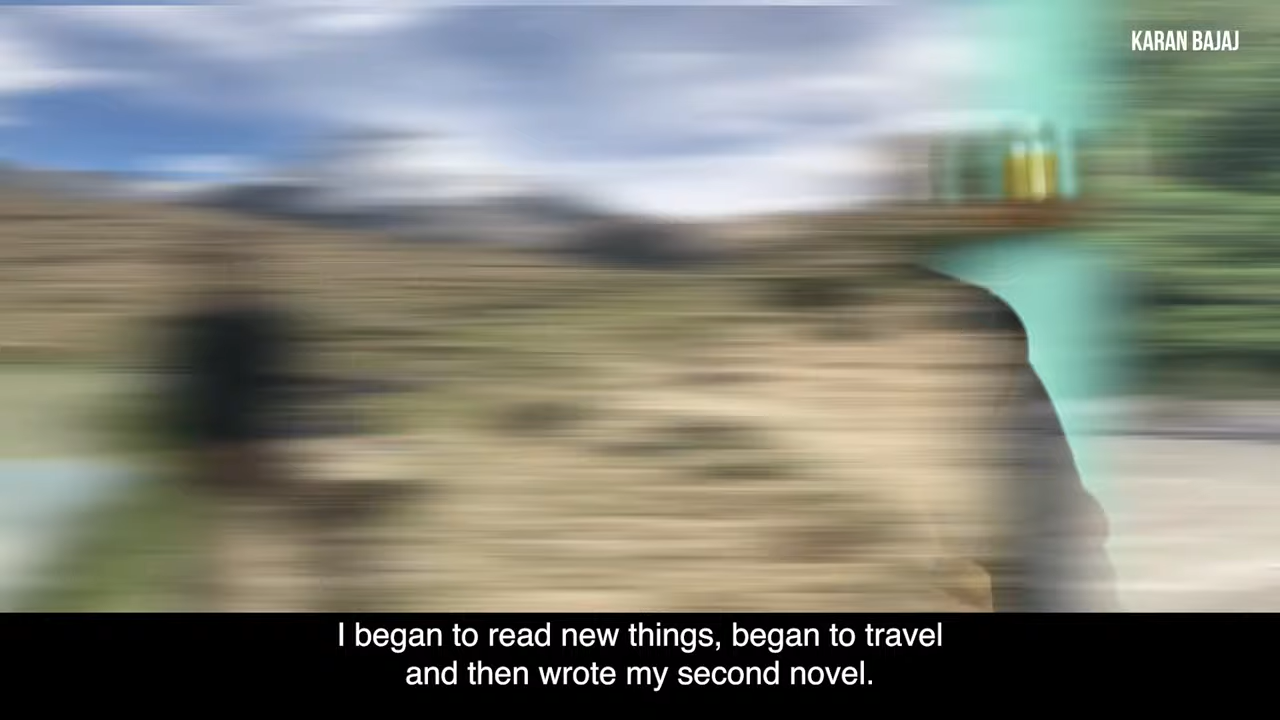 KARAN BAJAJ
I began to read new things, began to travel
and then wrote my second novel.